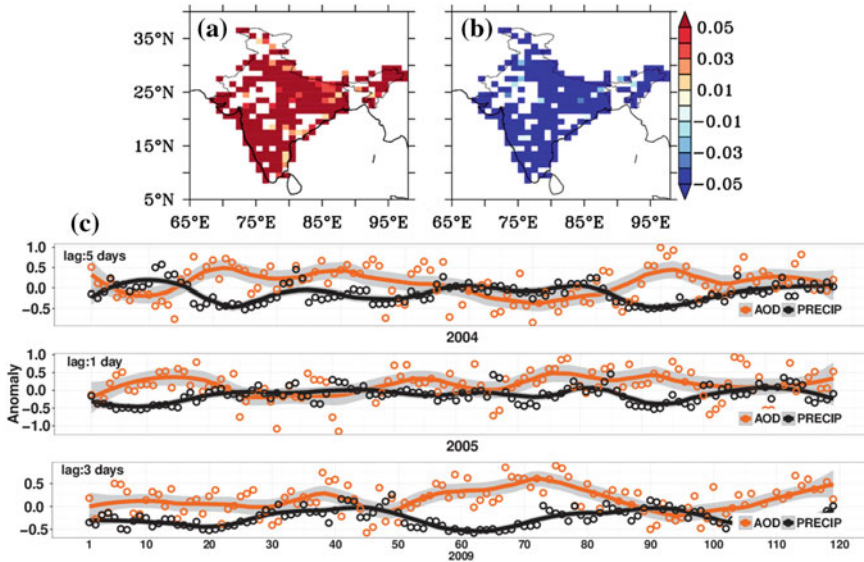 (a) (b)
35°N
25°N
15°N
5°N
65°E 75°E 85°E 95°E 65°E 75°E 85°E 95°E
0.05
0.03
0.01
−0.01
−0.03
−0.05
(c)
Anomaly
lag:5 days
1.0
0.5
0.0
−0.5
AOD PRECIP
2004
lag:1 day
1.0
0.5
0.0
−0.5
−1.0
AOD PRECIP
2005
lag:3 days
0.5
0.0
−0.5
AOD PRECIP
1 10 20 30 40 50 60 70 80 90 100 110 120
2009